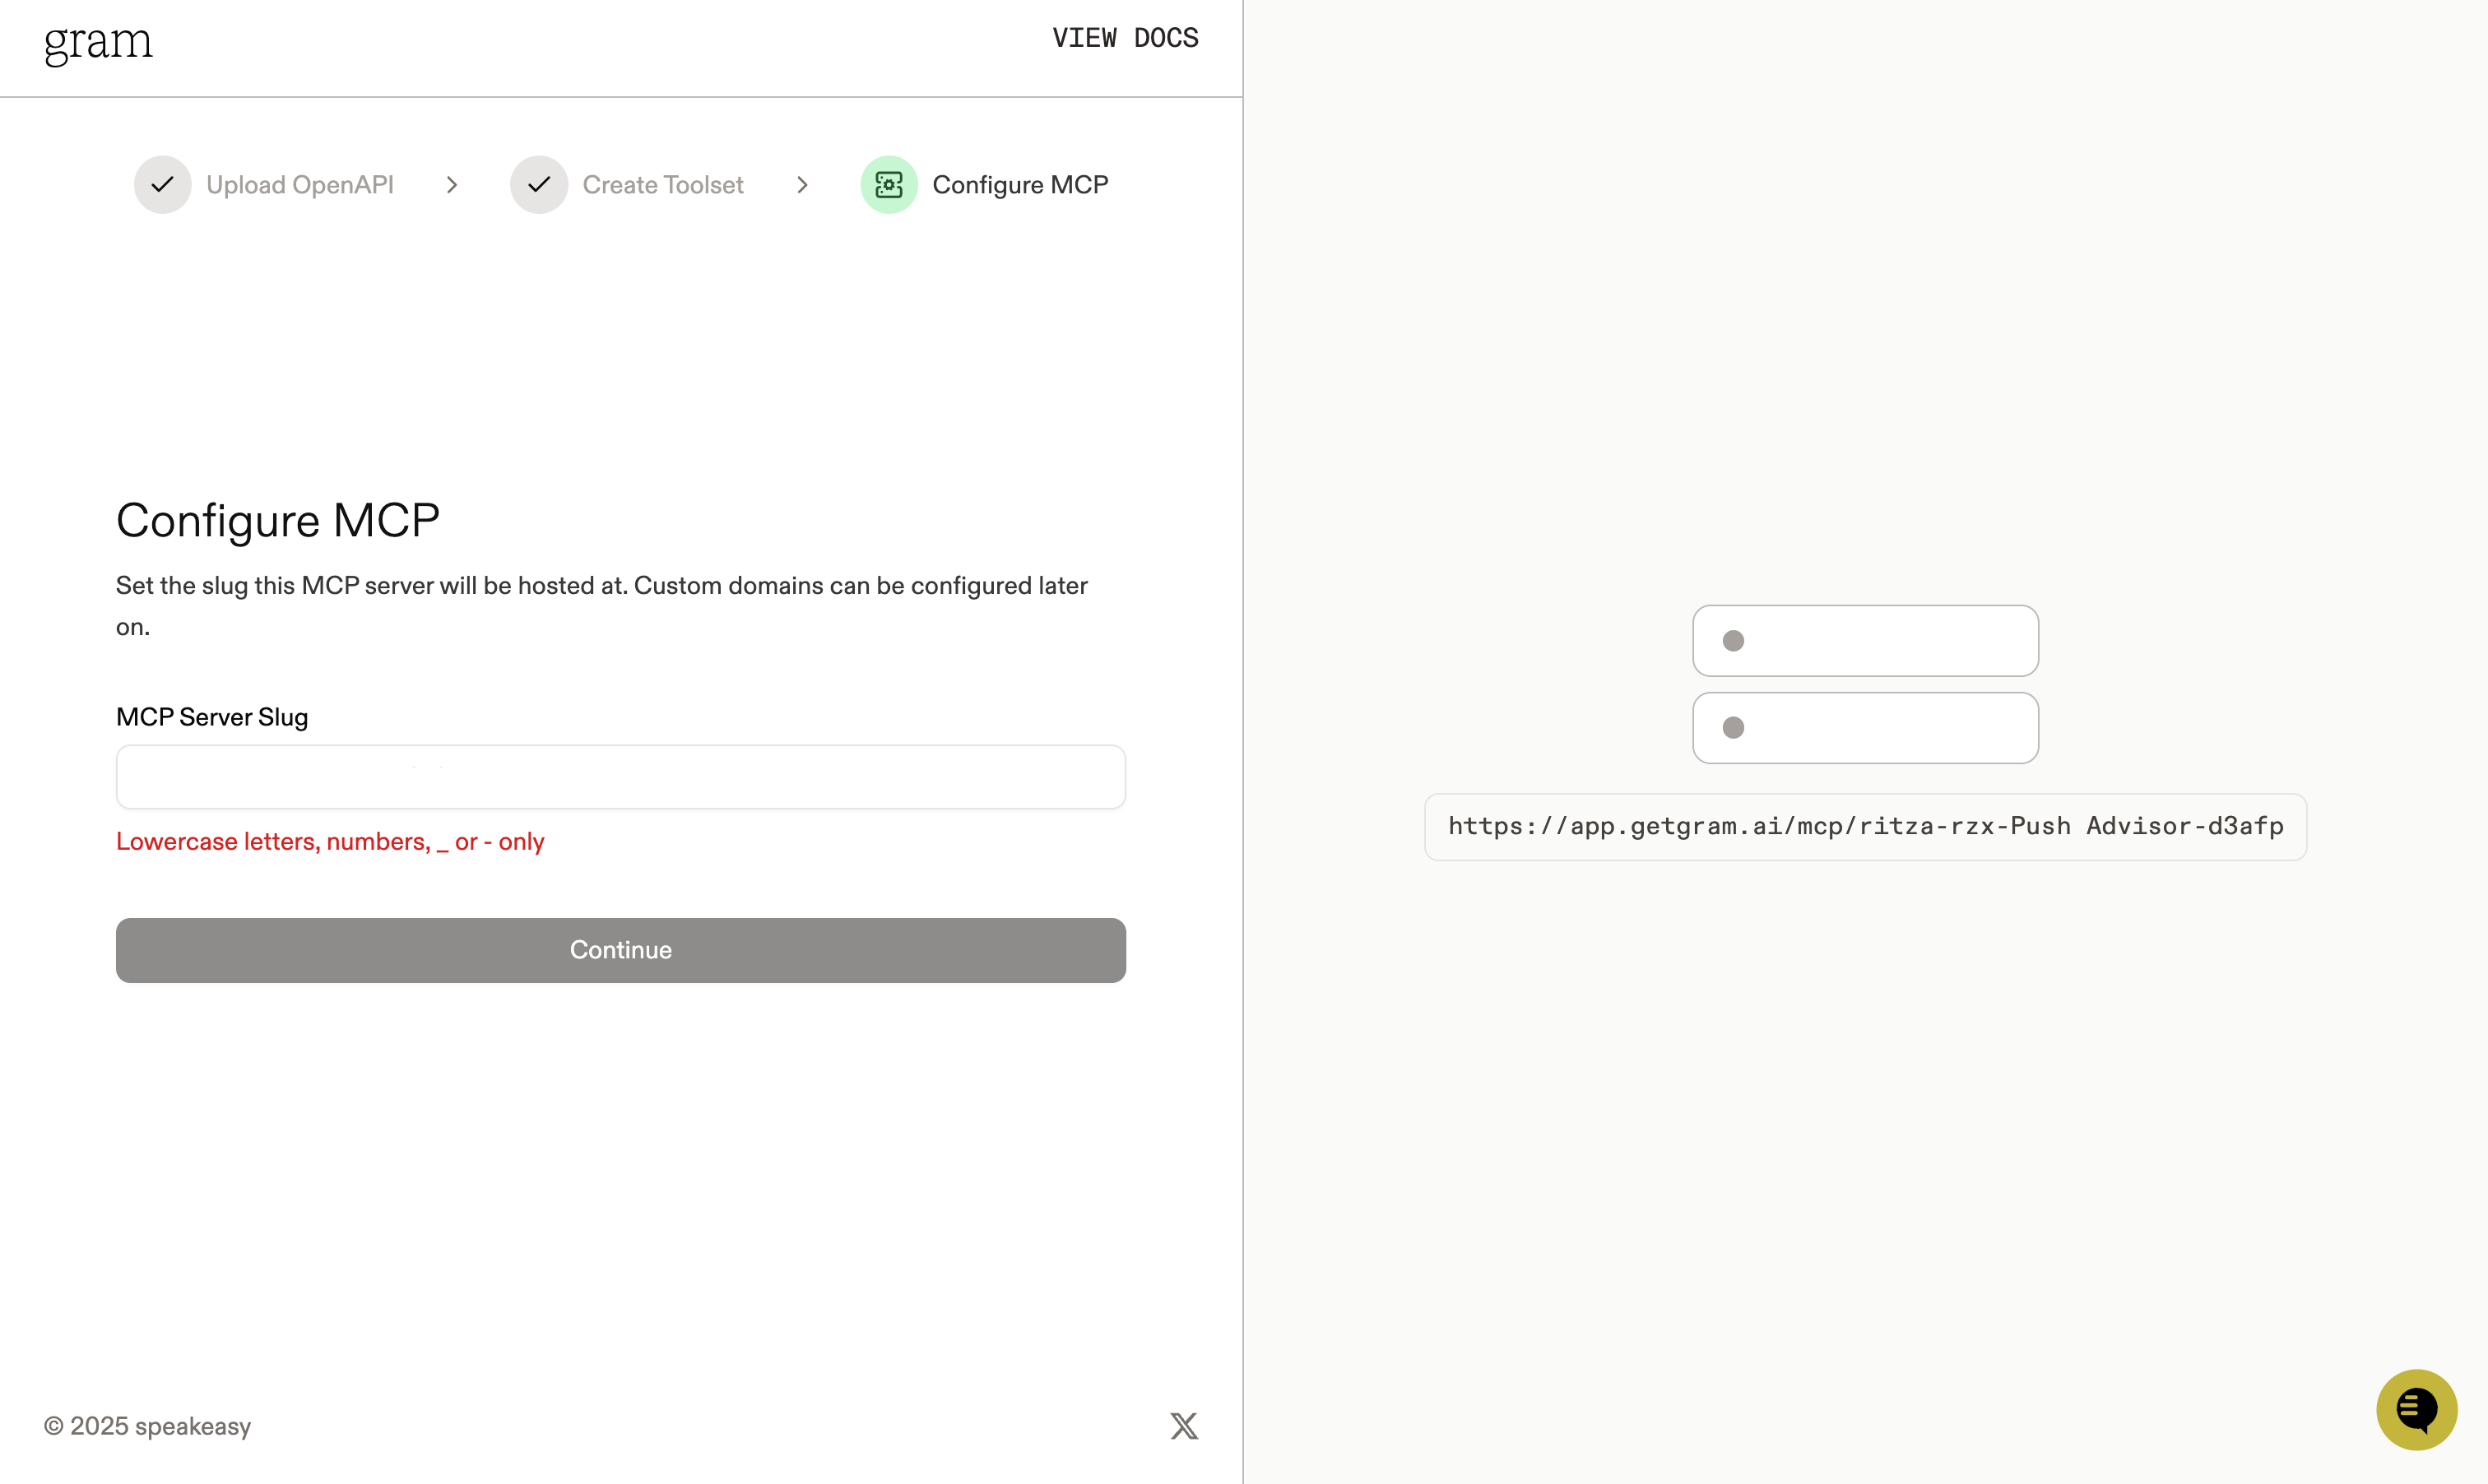 gram
VIEW DOCS
Upload OpenAPI
Create Toolset
Configure MCP
Configure MCP
Set the slug this MCP server will be hosted at. Custom domains can be configured later
on.
MCP Server Slug
Lowercase letters, numbers, _ or - only
Continue
https://app.getgram.ai/mcp/ritza-rzx-Push Advisor-d3afp
© 2025 speakeasy